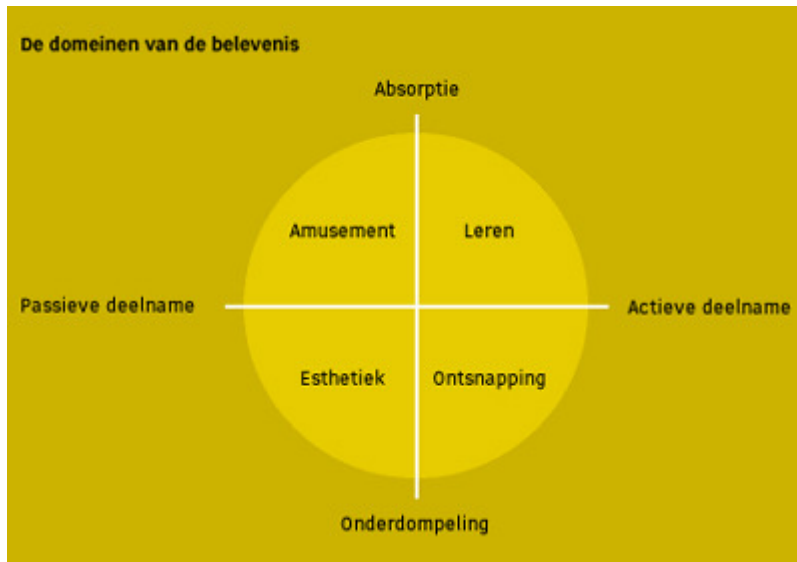 De domeinen van de belevenis
Absorptie
Amusement
Leren
Passieve deelname
Actieve deelname
Esthetiek
Ontsnapping
Onderdompeling